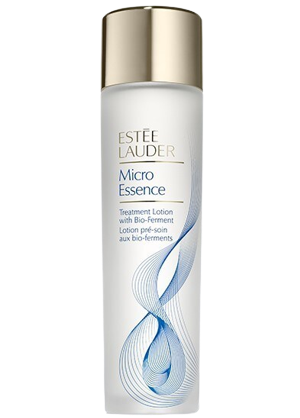 ESTĒE
LAUDER
Micro
Essence
Treatment Lotion
with Bio-Ferment
Lotion pré-soin
aux bio-ferments